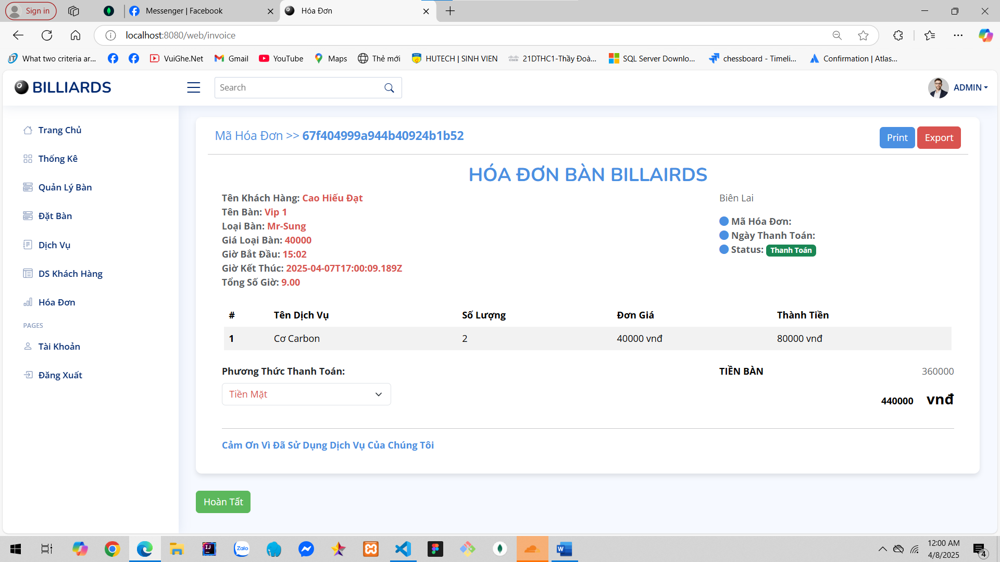 Sign in
Messenger | Facebook
Hóa Đơn
localhost:8080/web/invoice
What two criteria ar...
VuiGhe.Net
Gmail
YouTube
Maps
Thẻ mới
HUTECH | SINH VIEN
21DTHC1-Thầy Đoà...
SQL Server Downlo...
chessboard - Timeli...
Confirmation | Atlas...
BILLIARDS
Search
ADMIN
Trang Chủ
Thống Kê
Quản Lý Bàn
Đặt Bàn
Dịch Vụ
DS Khách Hàng
Hóa Đơn
PAGES
Tài Khoản
Đăng Xuất
Mã Hóa Đơn >> 67f404999a944b40924b1b52
Print
Export
HÓA ĐƠN BÀN BILLAIRDS
Tên Khách Hàng: Cao Hiếu Đạt
Tên Bàn: Vip 1
Loại Bàn: Mr-Sung
Giá Loại Bàn: 40000
Giờ Bắt Đầu: 15:02
Giờ Kết Thúc: 2025-04-07T17:00:09.189Z
Tổng Số Giờ: 9.00
Biên Lai
Mã Hóa Đơn:
Ngày Thanh Toán:
Status: Thanh Toán
# Tên Dịch Vụ Số Lượng Đơn Giá Thành Tiền
1 Cơ Carbon 2 40000 vnđ 80000 vnđ
Phương Thức Thanh Toán:
Tiền Mặt
TIỀN BÀN 360000
440000 vnđ
Cảm Ơn Vì Đã Sử Dụng Dịch Vụ Của Chúng Tôi
Hoàn Tất
Zalo
12:00 AM
4/8/2025
4